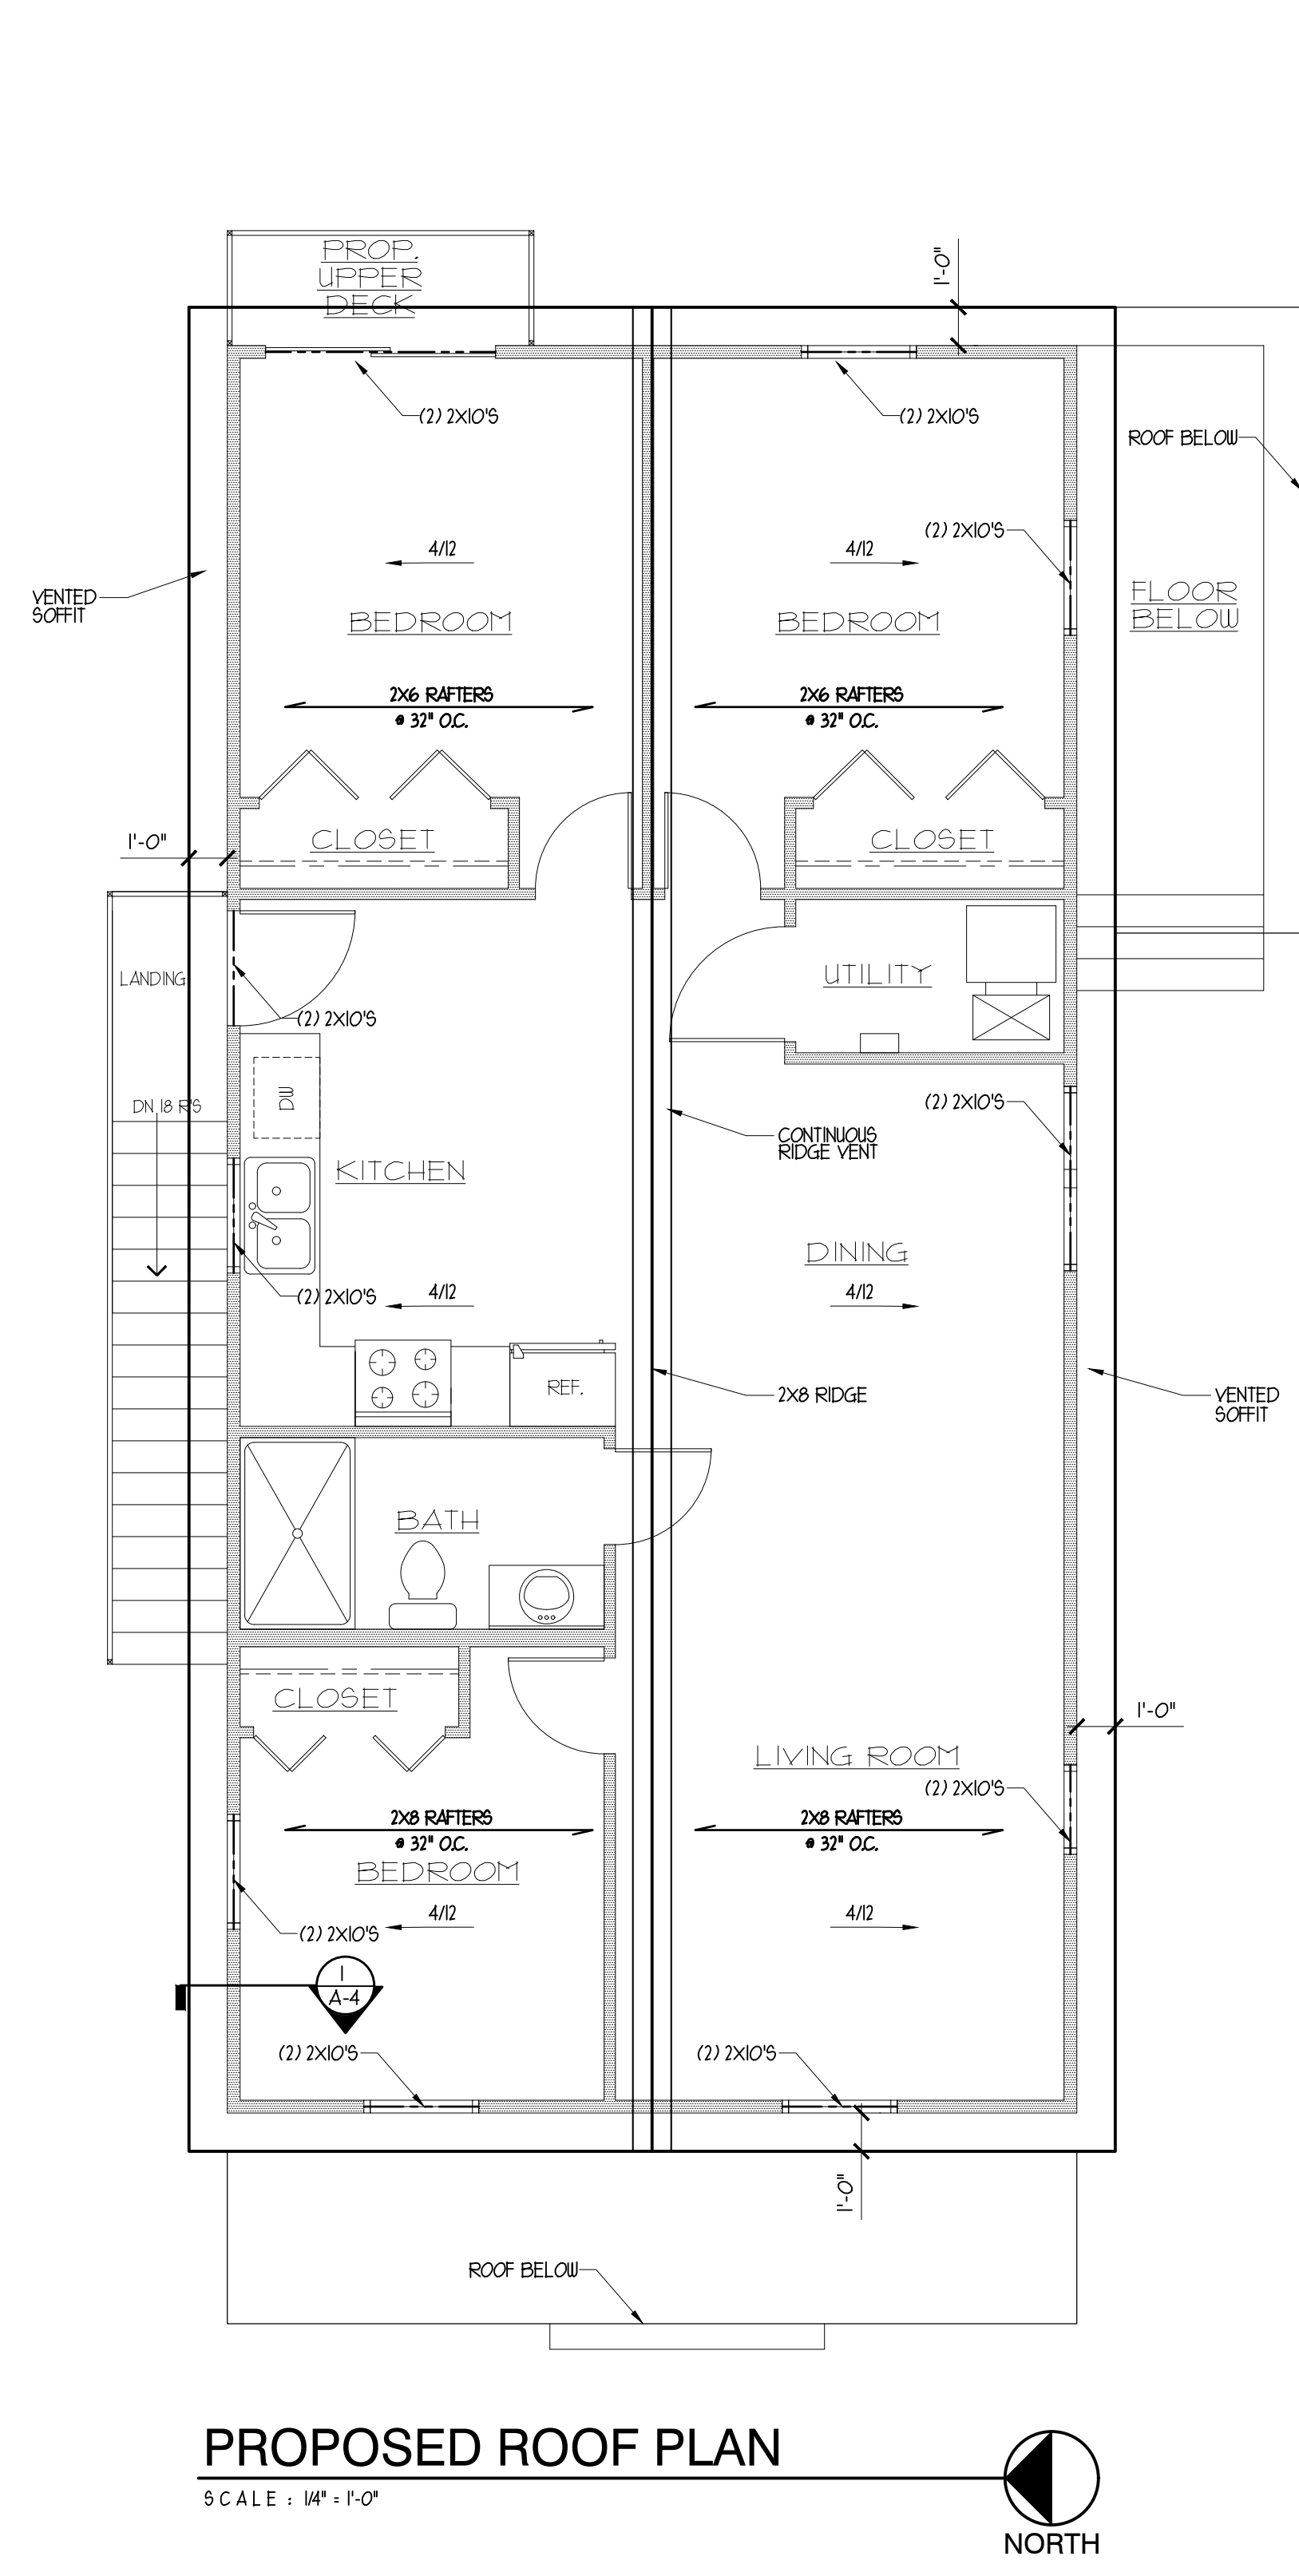 PROP.
UPPER
DECK
1'-0"
(2) 2X10'S
(2) 2X10'S
ROOF BELOW
(2) 2X10'S
4/12
4/12
VENTED
SOFFIT
FLOOR
BELOW
BEDROOM
BEDROOM
2X6 RAFTERS
@ 32" O.C.
2X6 RAFTERS
@ 32" O.C.
1'-0"
CLOSET
CLOSET
LANDING
UTILITY
(2) 2X10'S
DW
DN 18 R'S
(2) 2X10'S
CONTINUOUS
RIDGE VENT
KITCHEN
DINING
(2) 2X10'S
4/12
4/12
REF.
2X8 RIDGE
VENTED
SOFFIT
BATH
CLOSET
1'-0"
LIVING ROOM
(2) 2X10'S
2X8 RAFTERS
@ 32" O.C.
2X8 RAFTERS
@ 32" O.C.
BEDROOM
4/12
4/12
(2) 2X10'S
1
A-4
(2) 2X10'S
(2) 2X10'S
1'-0"
ROOF BELOW
PROPOSED ROOF PLAN
SCALE : 1/4" = 1'-0"
NORTH